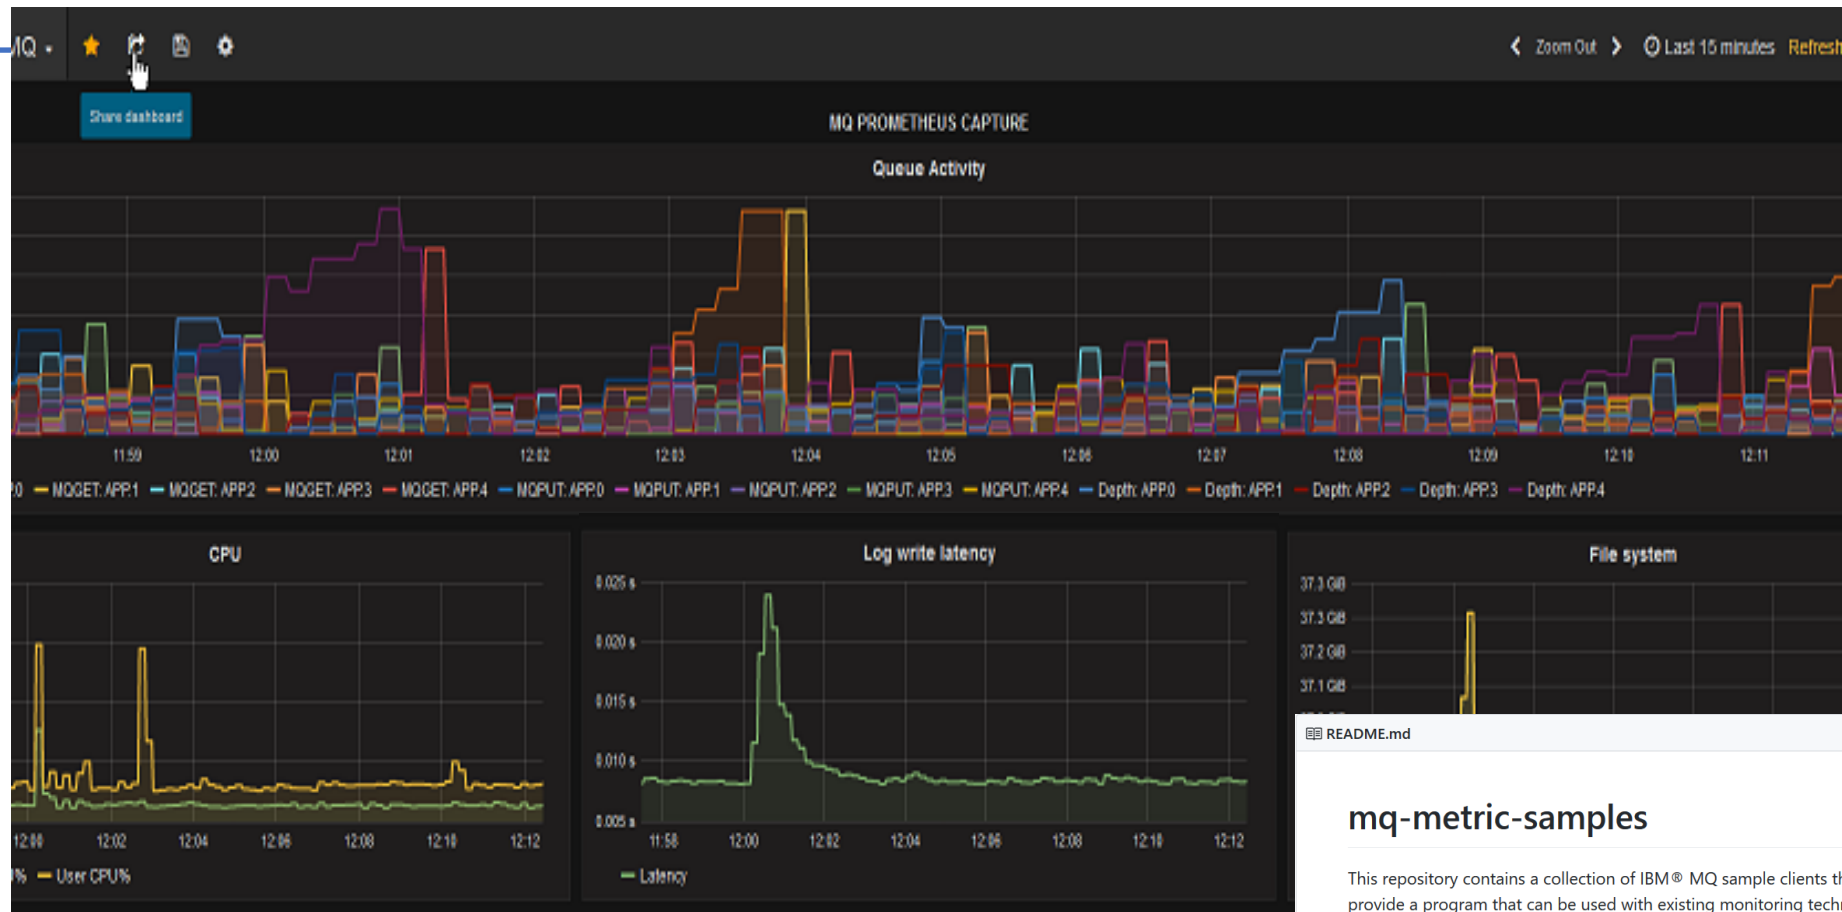 MQ
Zoom Out
Last 15 minutes
Refresh
Share dashboard
MQ PROMETHEUS CAPTURE
Queue Activity
11:59 12:00 12:01 12:02 12:03 12:04 12:05 12:06 12:07 12:08 12:09 12:10 12:11
MQGET: APP.1 MQGET: APP.2 MQGET: APP.3 MQGET: APP.4 MQPUT: APP.0 MQPUT: APP.1 MQPUT: APP.2 MQPUT: APP.3 MQPUT: APP.4 Depth: APP.0 Depth: APP.1 Depth: APP.2 Depth: APP.3 Depth: APP.4
CPU
12:00 12:02 12:04 12:06 12:08 12:10 12:12
% User CPU%
Log write latency
0.025 s
0.020 s
0.015 s
0.010 s
0.005 s
11:58 12:00 12:02 12:04 12:06 12:08 12:10 12:12
Latency
File system
37.3 GiB
37.3 GiB
37.2 GiB
37.1 GiB
README.md
mq-metric-samples
This repository contains a collection of IBM® MQ sample clients
provide a program that can be used with existing monitoring